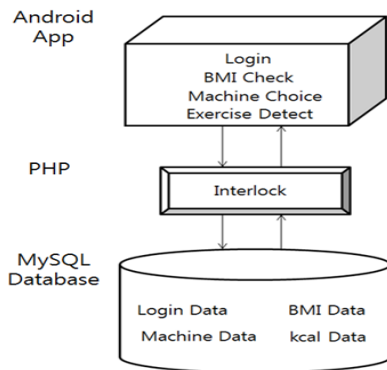 Android
App
Login
BMI Check
Machine Choice
Exercise Detect
PHP
Interlock
MySQL
Database
Login Data BMI Data
Machine Data kcal Data